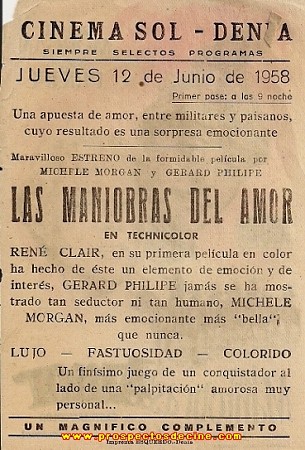 CINEMA SOL - DENIA
SIEMPRE SELECTOS PROGRAMAS
JUEVES 12 de Junio de 1958
Primer pase: a las 9 noche
Una apuesta de amor, entre militares y paisanos,
cuyo resultado es una sorpresa emocionante
Maravilloso ESTRENO de la formidable película por
MICHELE MORGAN y GERARD PHILIPE
LAS MANIOBRAS DEL AMOR
EN TECHNICOLOR
RENÉ CLAIR, en su primera película en color
ha hecho de éste un elemento de emoción y de
interés, GERARD PHILIPE jamás se ha mos-
trado tan seductor ni tan humano, MICHELE
MORGAN, más emocionante más "bella",
que nunca.
LUJO — FASTUOSIDAD — COLORIDO
Un finísimo juego de un conquistador al
lado de una "palpitación" amorosa muy
personal...
UN MAGNIFICO COMPLEMENTO
www.prospectosdecine.com
Imprenta BOTQUERDO.-Denia